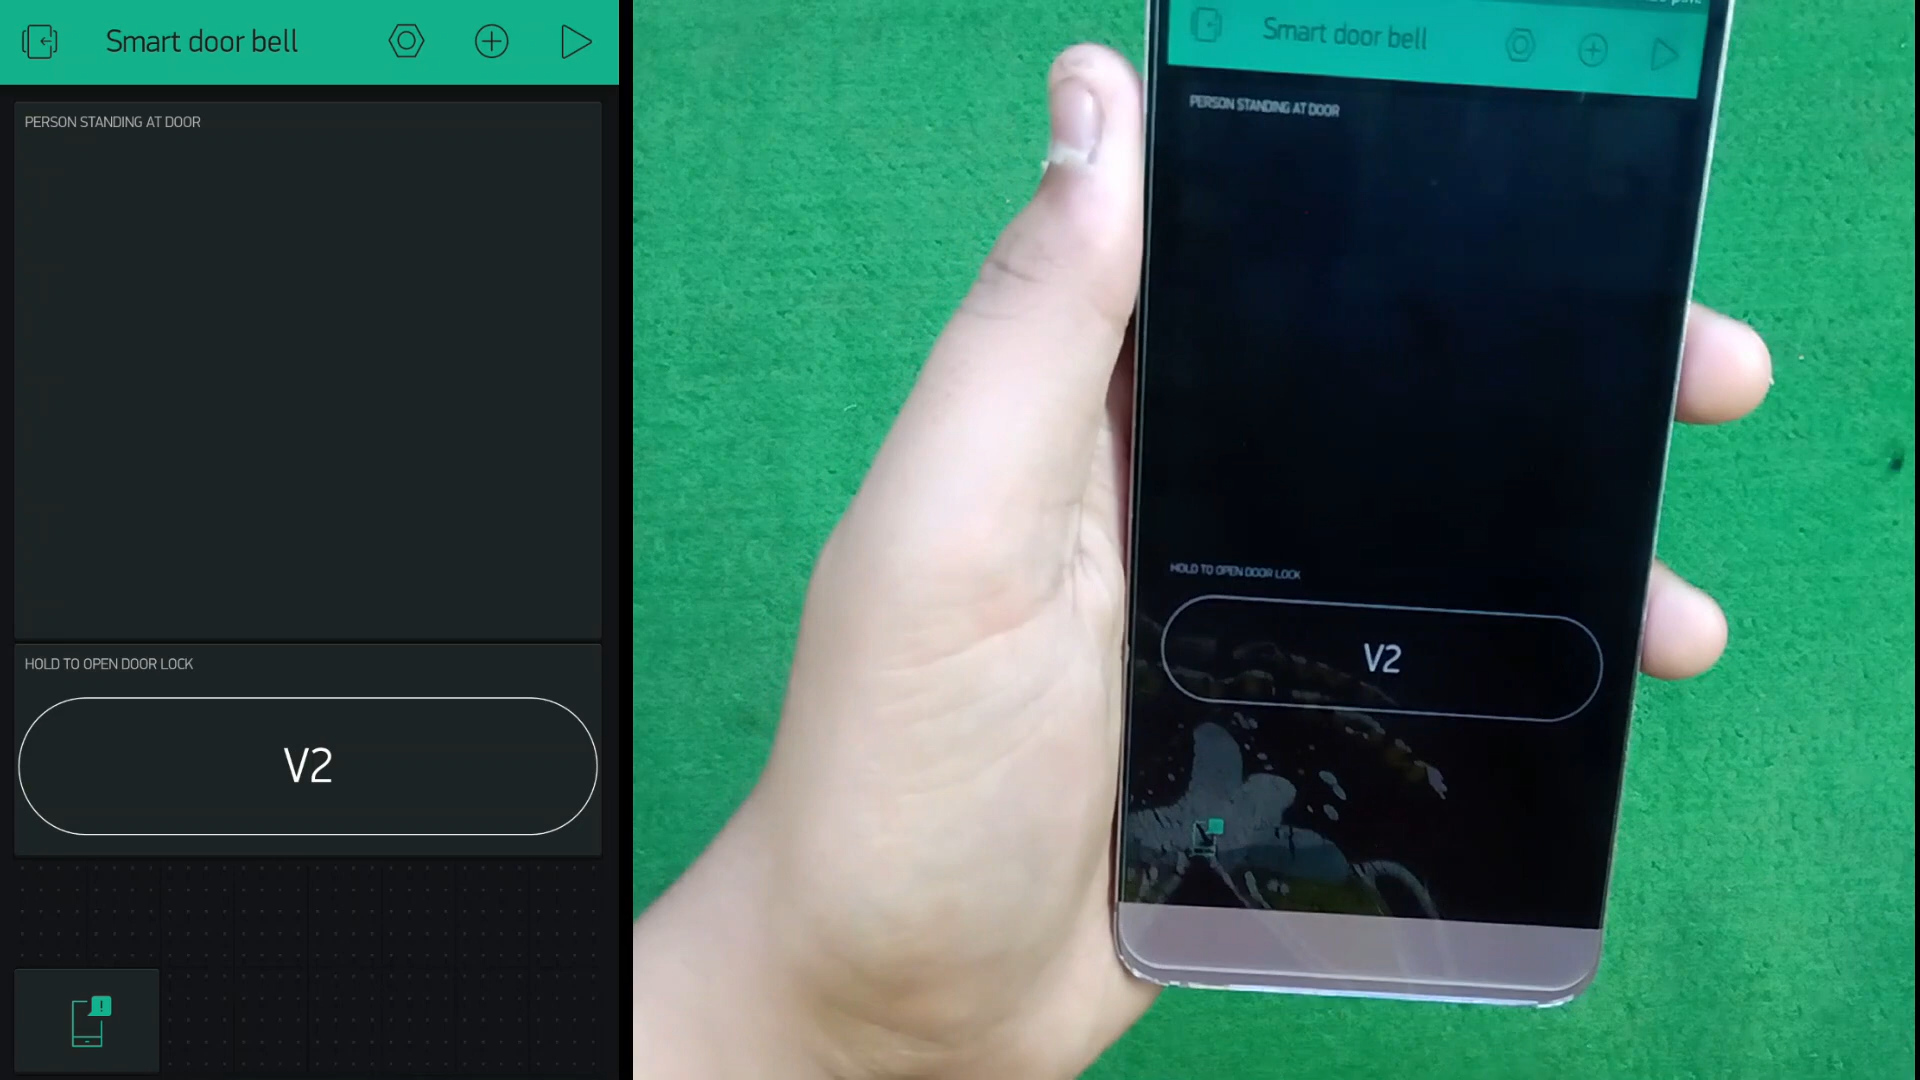 Smart door bell
PERSON STANDING AT DOOR
HOLD TO OPEN DOOR LOCK
V2
Smart door bell
PERSON STANDING AT DOOR
HOLD TO OPEN DOOR LOCK
V2